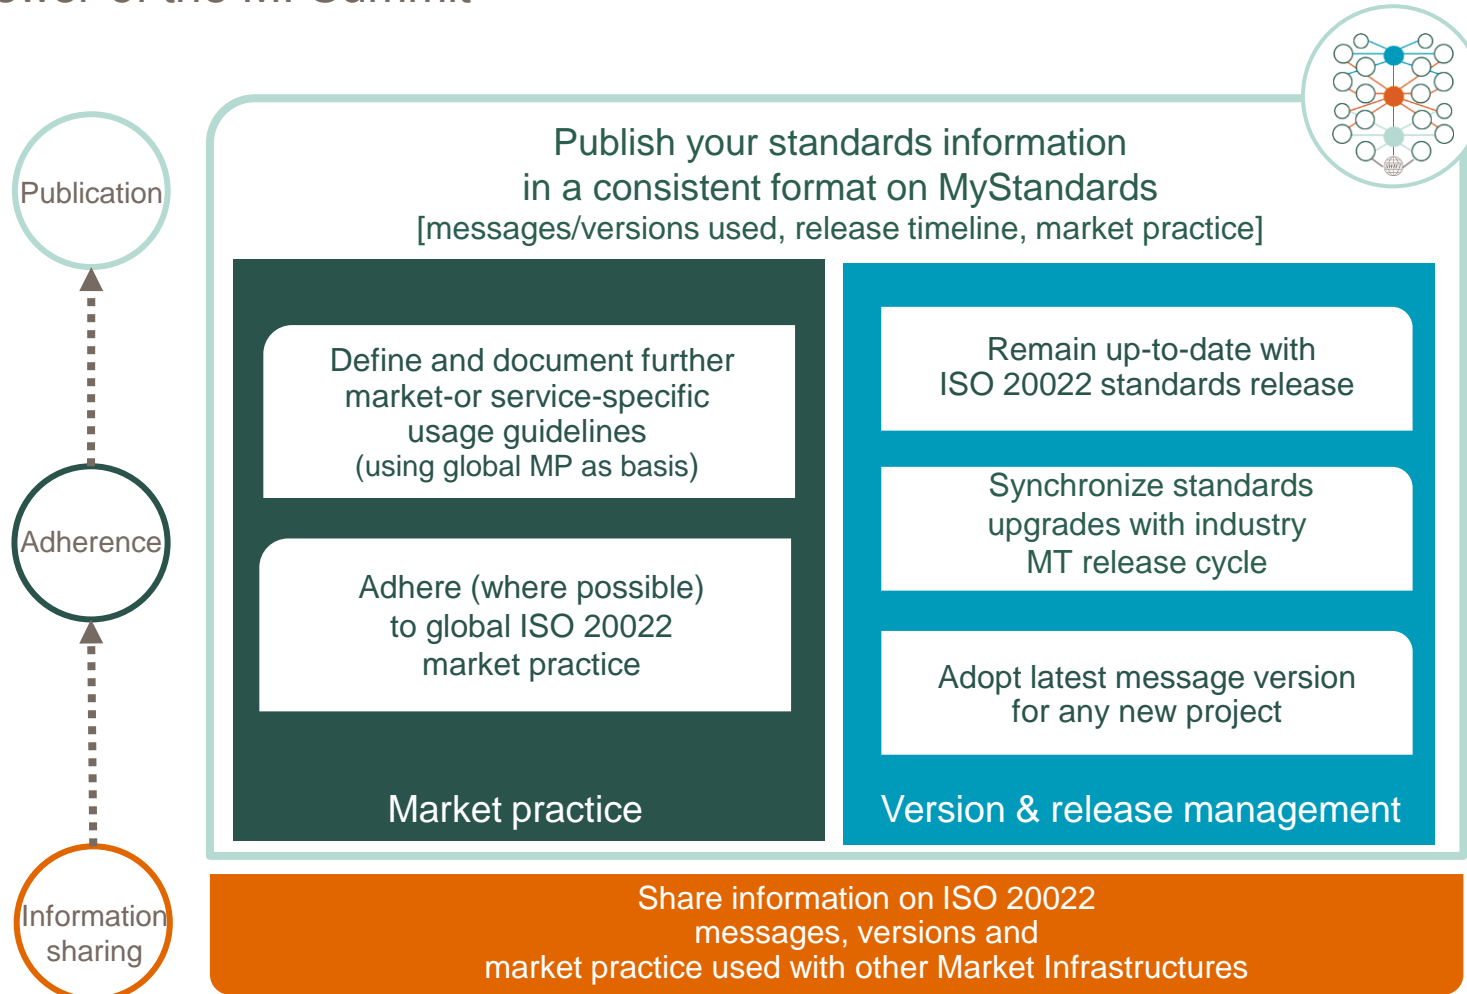 of the MI Summit
Publication
Publish your standards information
in a consistent format on MyStandards
[messages/versions used, release timeline, market practice]
Define and document further
market-or service-specific
usage guidelines
(using global MP as basis)
Adhere (where possible)
to global ISO 20022
market practice
Market practice
Remain up-to-date with
ISO 20022 standards release
Synchronize standards
upgrades with industry
MT release cycle
Adopt latest message version
for any new project
Version & release management
Adherence
Information
sharing
Share information on ISO 20022
messages, versions and
market practice used with other Market Infrastructures